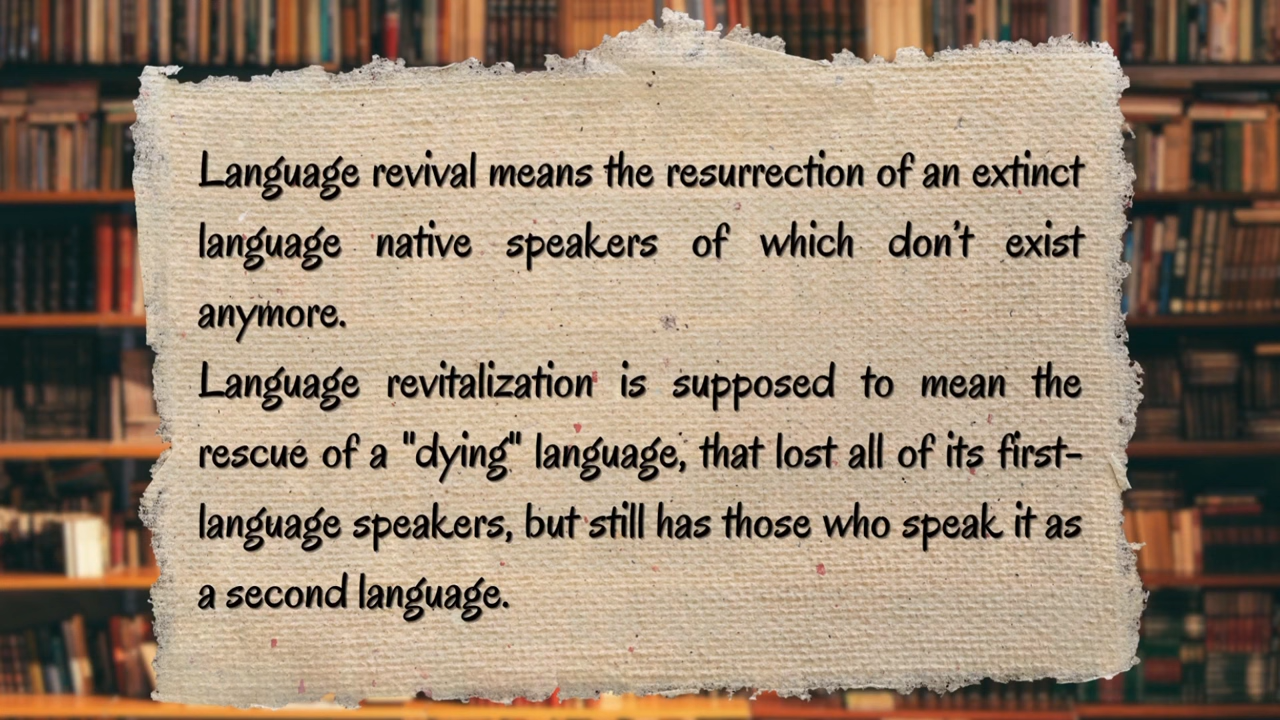 Language revival means the resurrection of an extinct
language native speakers of which don't exist
anymore.
Language revitalization is supposed to mean the
rescue of a "dying" language, that lost all of its first-
language speakers, but still has those who speak it as
a second language.